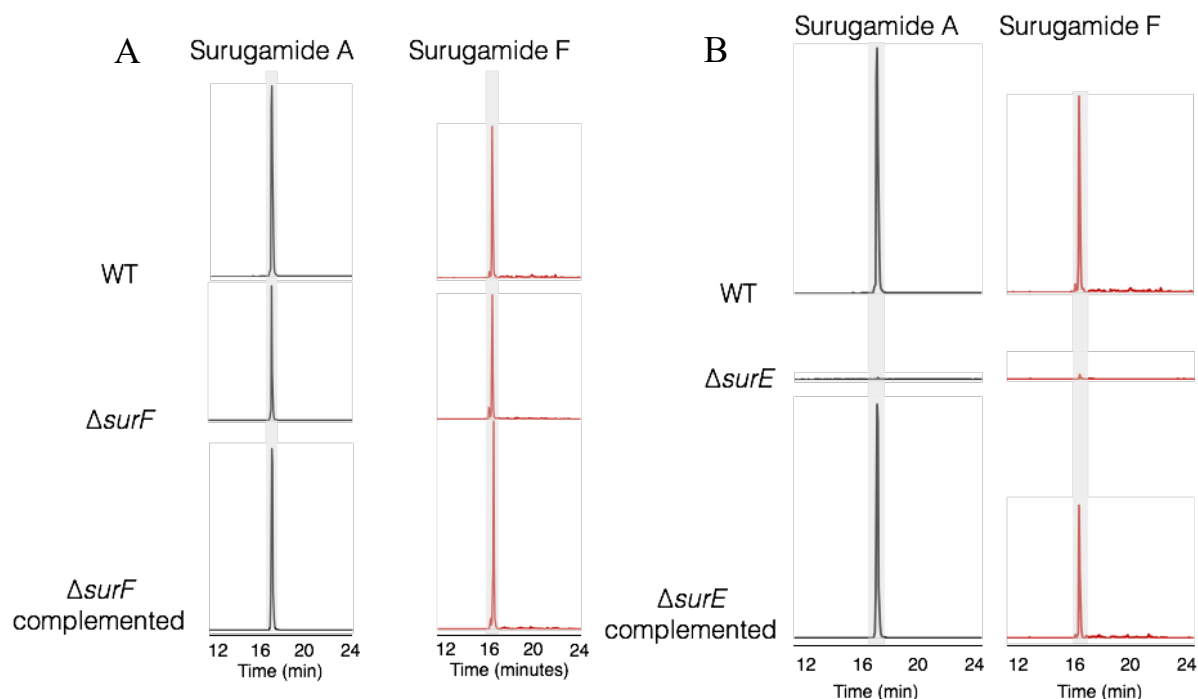 A
Surugamide A
Surugamide F
WT
ΔsurF
ΔsurF
complemented
12 16 20 24
Time (min)
12 16 20 24
Time (minutes)
B
Surugamide A
Surugamide F
WT
ΔsurE
ΔsurE
complemented
12 16 20 24
Time (min)
12 16 20 24
Time (min)